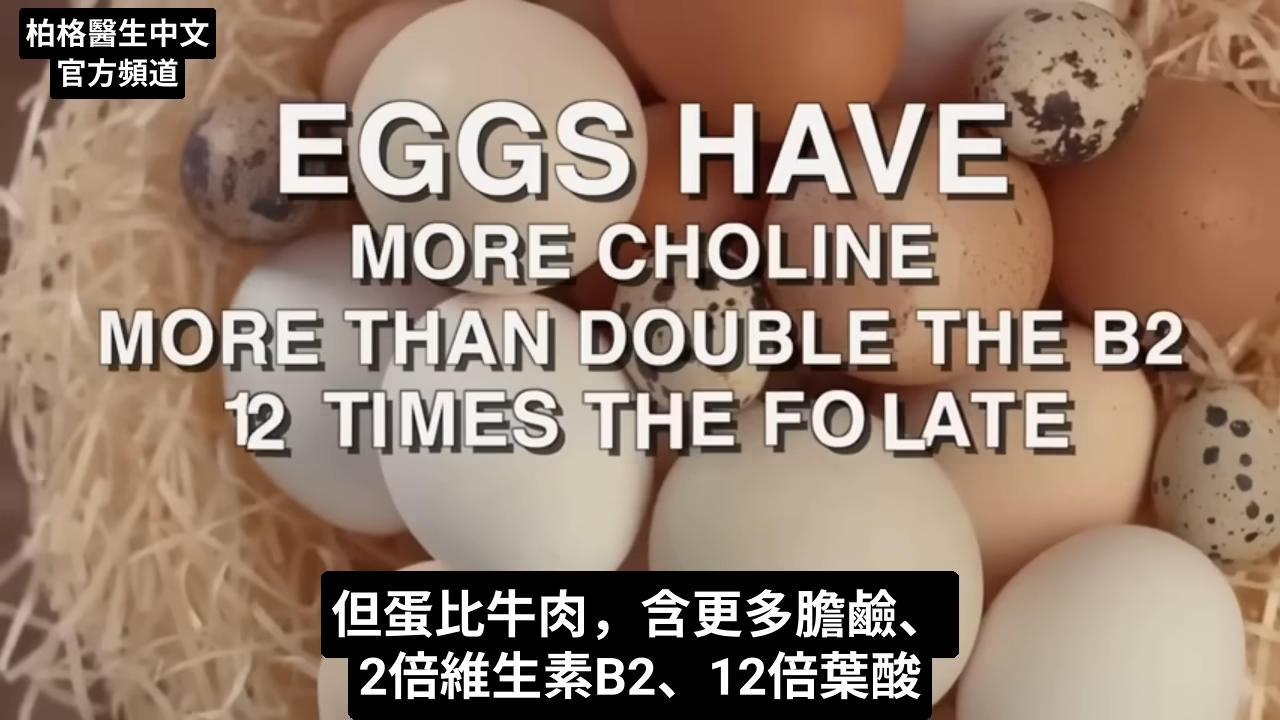 柏格醫生中文
官方頻道
EGGS HAVE
MORE CHOLINE
MORE THAN DOUBLE THE B2
12 TIMES THE FOLATE
但蛋比牛肉，含更多膽鹼、
2倍維生素B2、12倍葉酸